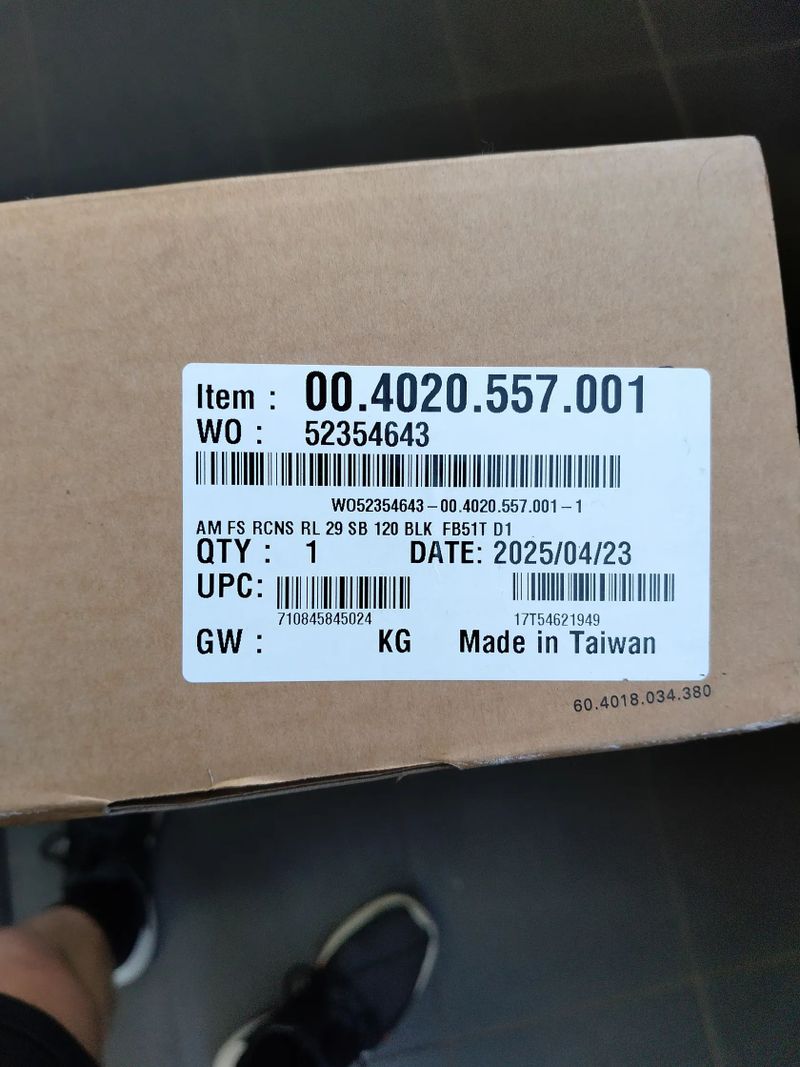 Item : 00.4020.557.001
WO : 52354643
WO52354643-00.4020.557.001-1
AM FS RCNS RL 29 SB 120 BLK FB51T D1
QTY : 1 DATE: 2025/04/23
UPC:
710845845024 17T54621949
GW : KG Made in Taiwan
60.4018.034.380